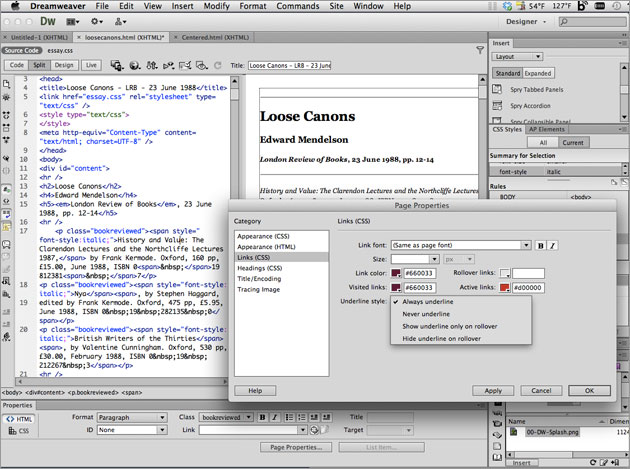 Dreamweaver File Edit View Insert Modify Format Commands Site Window 54°F 127°F
DW Designer
Untitled-1 (XHTML) loosecanons.html (XHTML)* Centered.html (XHTML)
Source Code essay.css
Code Split Design Live Title: Loose Canons - LRB - 23 June
3 <head>
4 <title>Loose Canons - LRB - 23 June 1988</title>
5 <link href="essay.css" rel="stylesheet" type=
"text/css" />
6 <style type="text/css">
7 </style>
8 <meta http-equiv="Content-Type" content=
"text/html; charset=UTF-8" />
9 </head>
10 <body>
11 <div id="content">
12 <hr />
13 <h2>Loose Canons</h2>
14 <h4>Edward Mendelson</h4>
15 <h5><em>London Review of Books</em>, 23 June
1988, pp. 12-14</h5>
16 <hr />
17 <p class="bookreviewed"><span style="
font-style:italic;">History and Value: The
Clarendon Lectures and the Northcliffe Lectures
1987,</span> by Frank Kermode. Oxford, 160 pp,
£15.00, June 1988, ISBN 0<span>&nbsp;</span>19
812381<span>&nbsp;</span>7</p>
18 <p class="bookreviewed"><span style="font-style:
italic;">Nya</span>, by Stephen Haggard,
19 edited by Frank Kermode. Oxford, 475 pp, £5.95,
June 1988, ISBN 0&nbsp;19&nbsp;282135&nbsp;0</
p>
20 <p class="bookreviewed"><span style="font-style:
italic;">British Writers of the Thirties</span>
, by Valentine Cunningham. Oxford, 530 pp,
£30.00, February 1988, ISBN 0&nbsp;19&nbsp;
212267&nbsp;3</p>
21 <hr />
Loose Canons
Edward Mendelson
London Review of Books, 23 June 1988, pp. 12-14
History and Value: The Clarendon Lectures and the Northcliffe Lectures
Insert
Layout
Standard Expanded
Spry Tabbed Panels
Spry Accordion
Spry Collapsible Panel
CSS Styles AP Elements
All Current
Summary for Selection
font-style italic
Rules
BODY <body>
Page Properties
Category
Appearance (CSS)
Appearance (HTML)
Links (CSS)
Headings (CSS)
Title/Encoding
Tracing Image
Links (CSS)
Link font: (Same as page font) B I
Size: px
Link color: #660033 Rollover links:
Visited links: #660033 Active links: #d00000
Underline style: Always underline
Never underline
Show underline only on rollover
Hide underline on rollover
Help Apply Cancel OK
<body> <div#content> <p.bookreviewed> <span>
Properties
HTML
CSS
Format Paragraph Class bookreviewed B I Title
ID None Link Target
Page Properties... List Item...
00-DW-Splash.png 1124
Insert